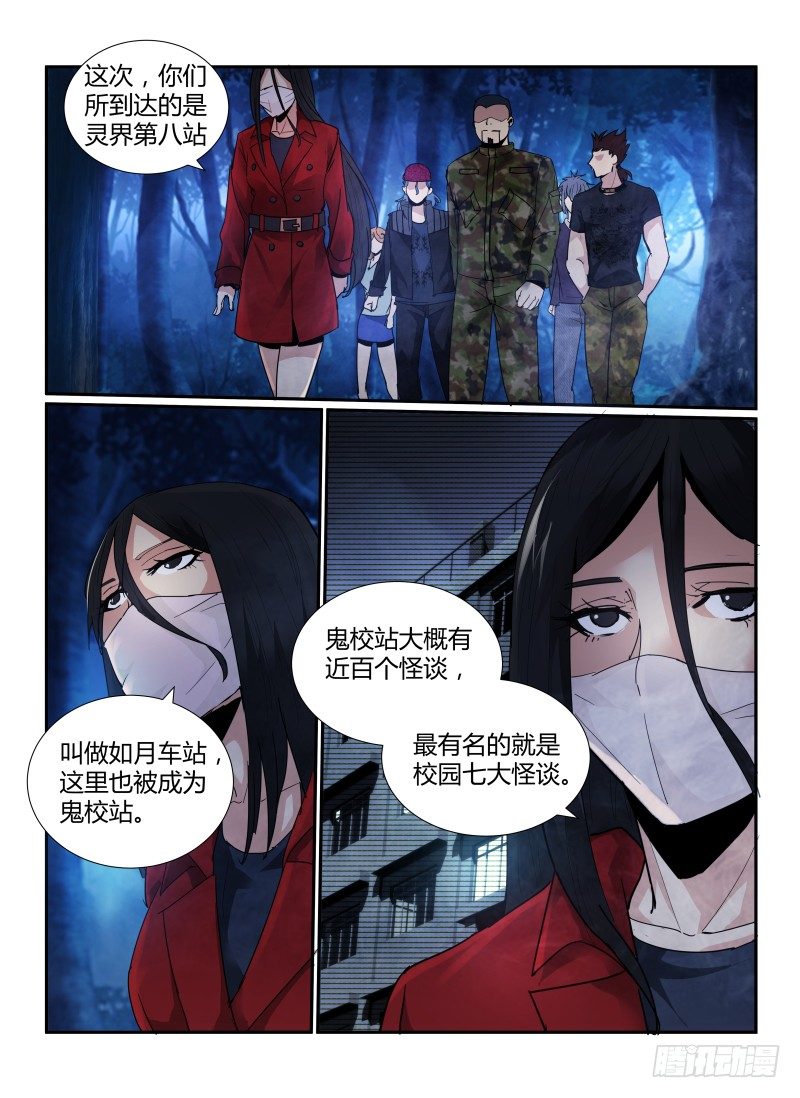 这次，你们
所到达的是
灵界第八站
叫做如月车站，
这里也被成为
鬼校站。
鬼校站大概有
近百个怪谈，
最有名的就是
校园七大怪谈。
腾讯动漫